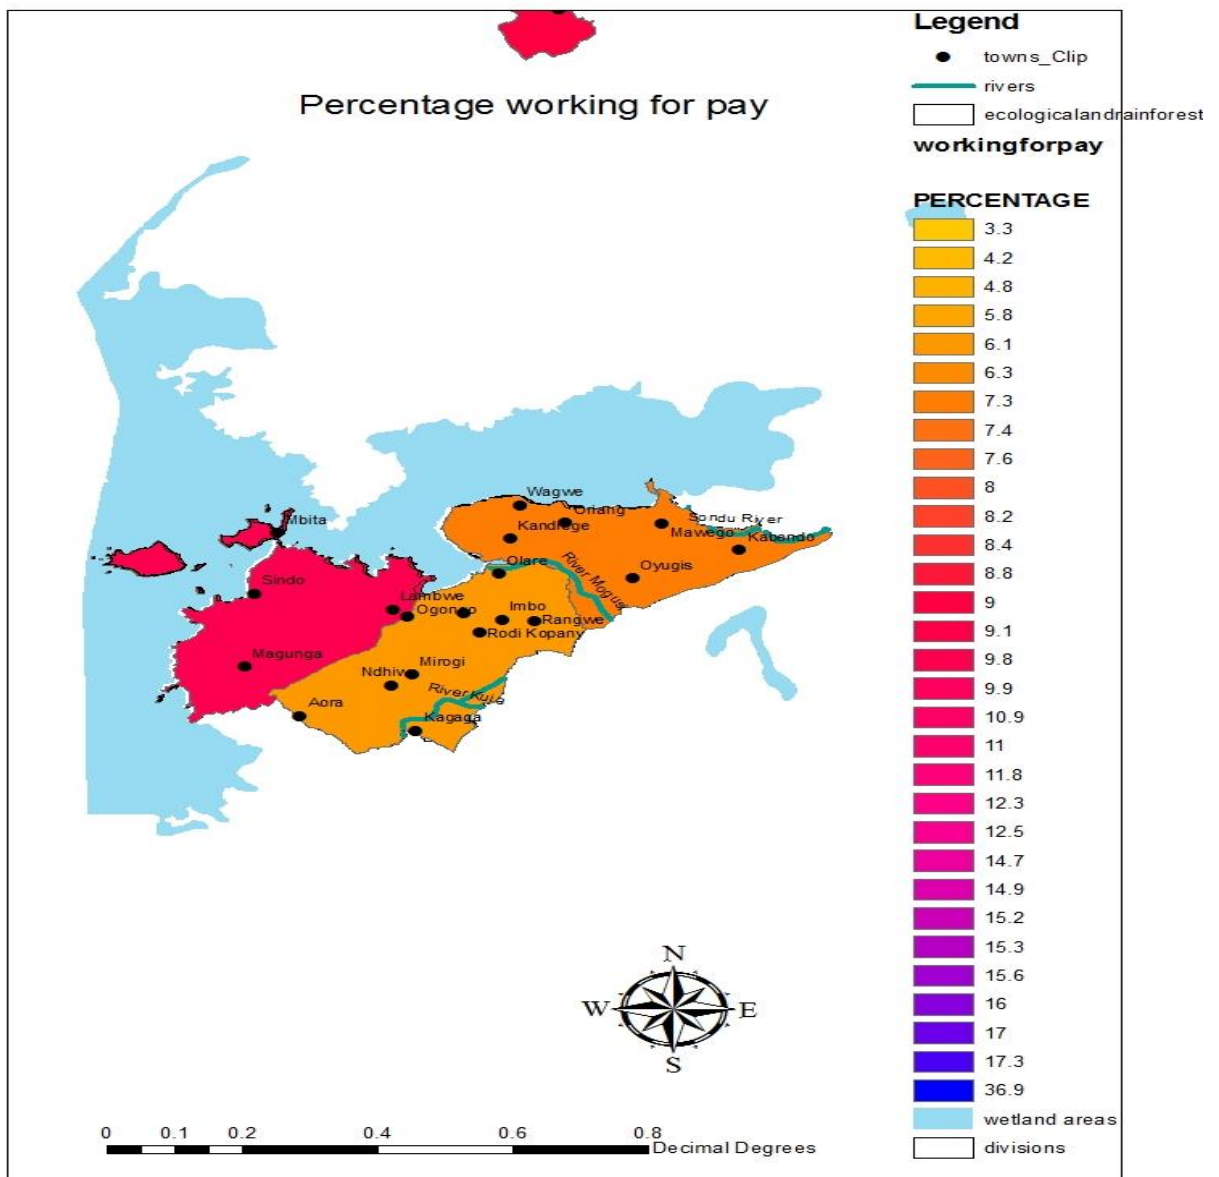 Legend
towns_Clip
rivers
ecologicalandrainforest
Percentage working for pay
workingforpay
PERCENTAGE
3.3
4.2
4.8
5.8
6.1
6.3
7.3
7.4
7.6
8
8.2
8.4
8.8
9
9.1
9.8
9.9
10.9
11
11.8
12.3
12.5
14.7
14.9
15.2
15.3
15.6
16
17
17.3
36.9
wetland areas
divisions
Wagwe
Oriang
Sondu River
Mbita
Kandiege
Mawego
Kabondo
Olare
River Mogusi
Oyugis
Sindo
Lambwe
Ogongo
Imbo
Rangwe
Rodi Kopany
Magunga
Mirogi
Ndhiwa
River Kuja
Aora
Kagaga
N
W
E
S
0
0.1
0.2
0.4
0.6
0.8
Decimal Degrees